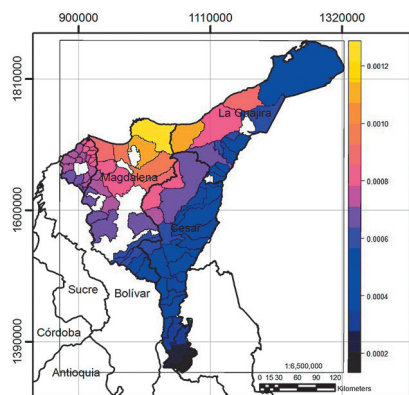 9000000 1110000 1320000
1810000
1600000
1390000
0.0012
0.0010
0.0008
0.0006
0.0004
0.0002
La Guajira
Magdalena
Cesar
Sucre
Bolívar
Córdoba
Antioquia
1:6,500,000
0 15 30 60 90 120
Kilometers